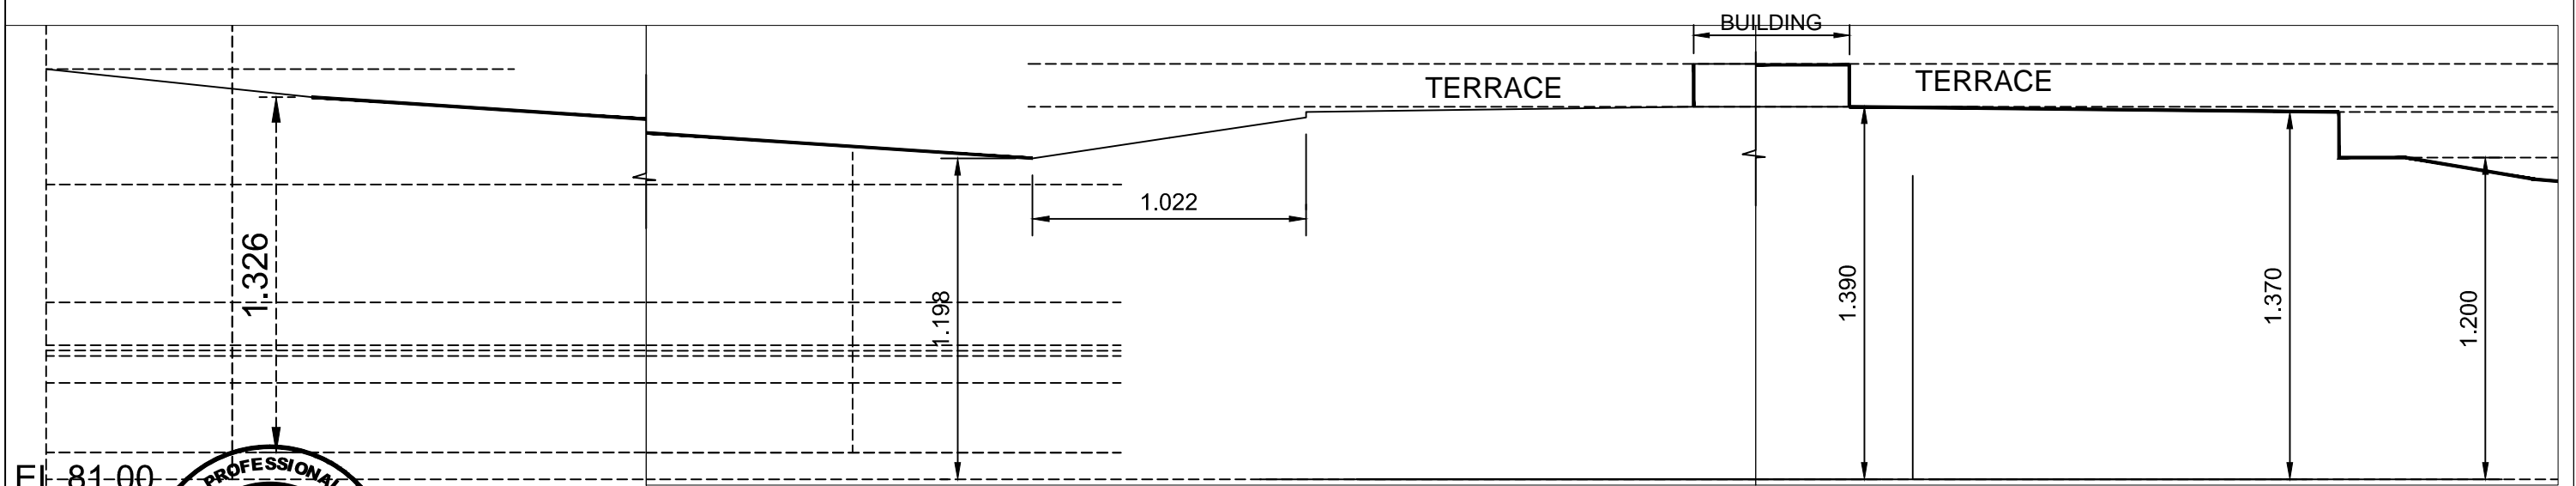 BUILDING
TERRACE
TERRACE
1.022
1.326
1.198
1.390
1.370
1.200
EL 81.00
PROFESSIONAL